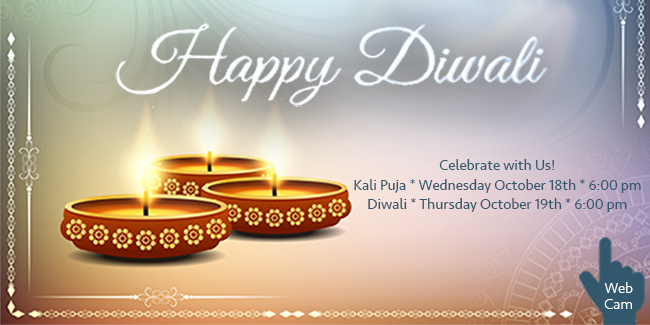 Happy Diwali
Celebrate with Us!
Kali Puja * Wednesday October 18th * 6:00 pm
Diwali * Thursday October 19th * 6:00 pm
Web
Cam